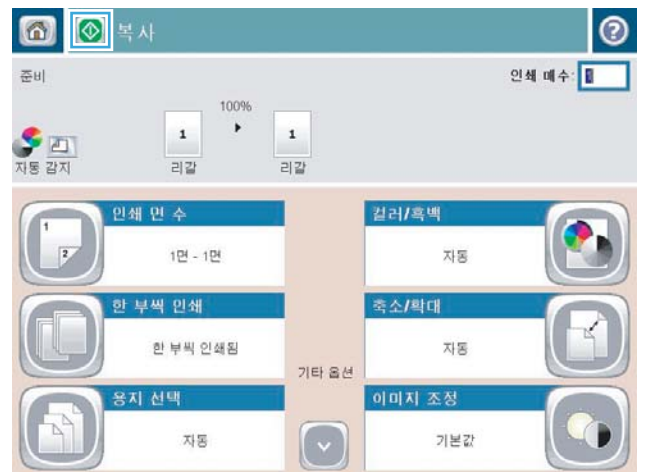 복사
준비
인쇄 매수:
100%
1
1
자동 감지
리갈
리갈
인쇄 면 수
1
2
1면 - 1면
컬러/흑백
자동
한 부씩 인쇄
한 부씩 인쇄됨
축소/확대
자동
기타 옵션
용지 선택
자동
이미지 조정
기본값